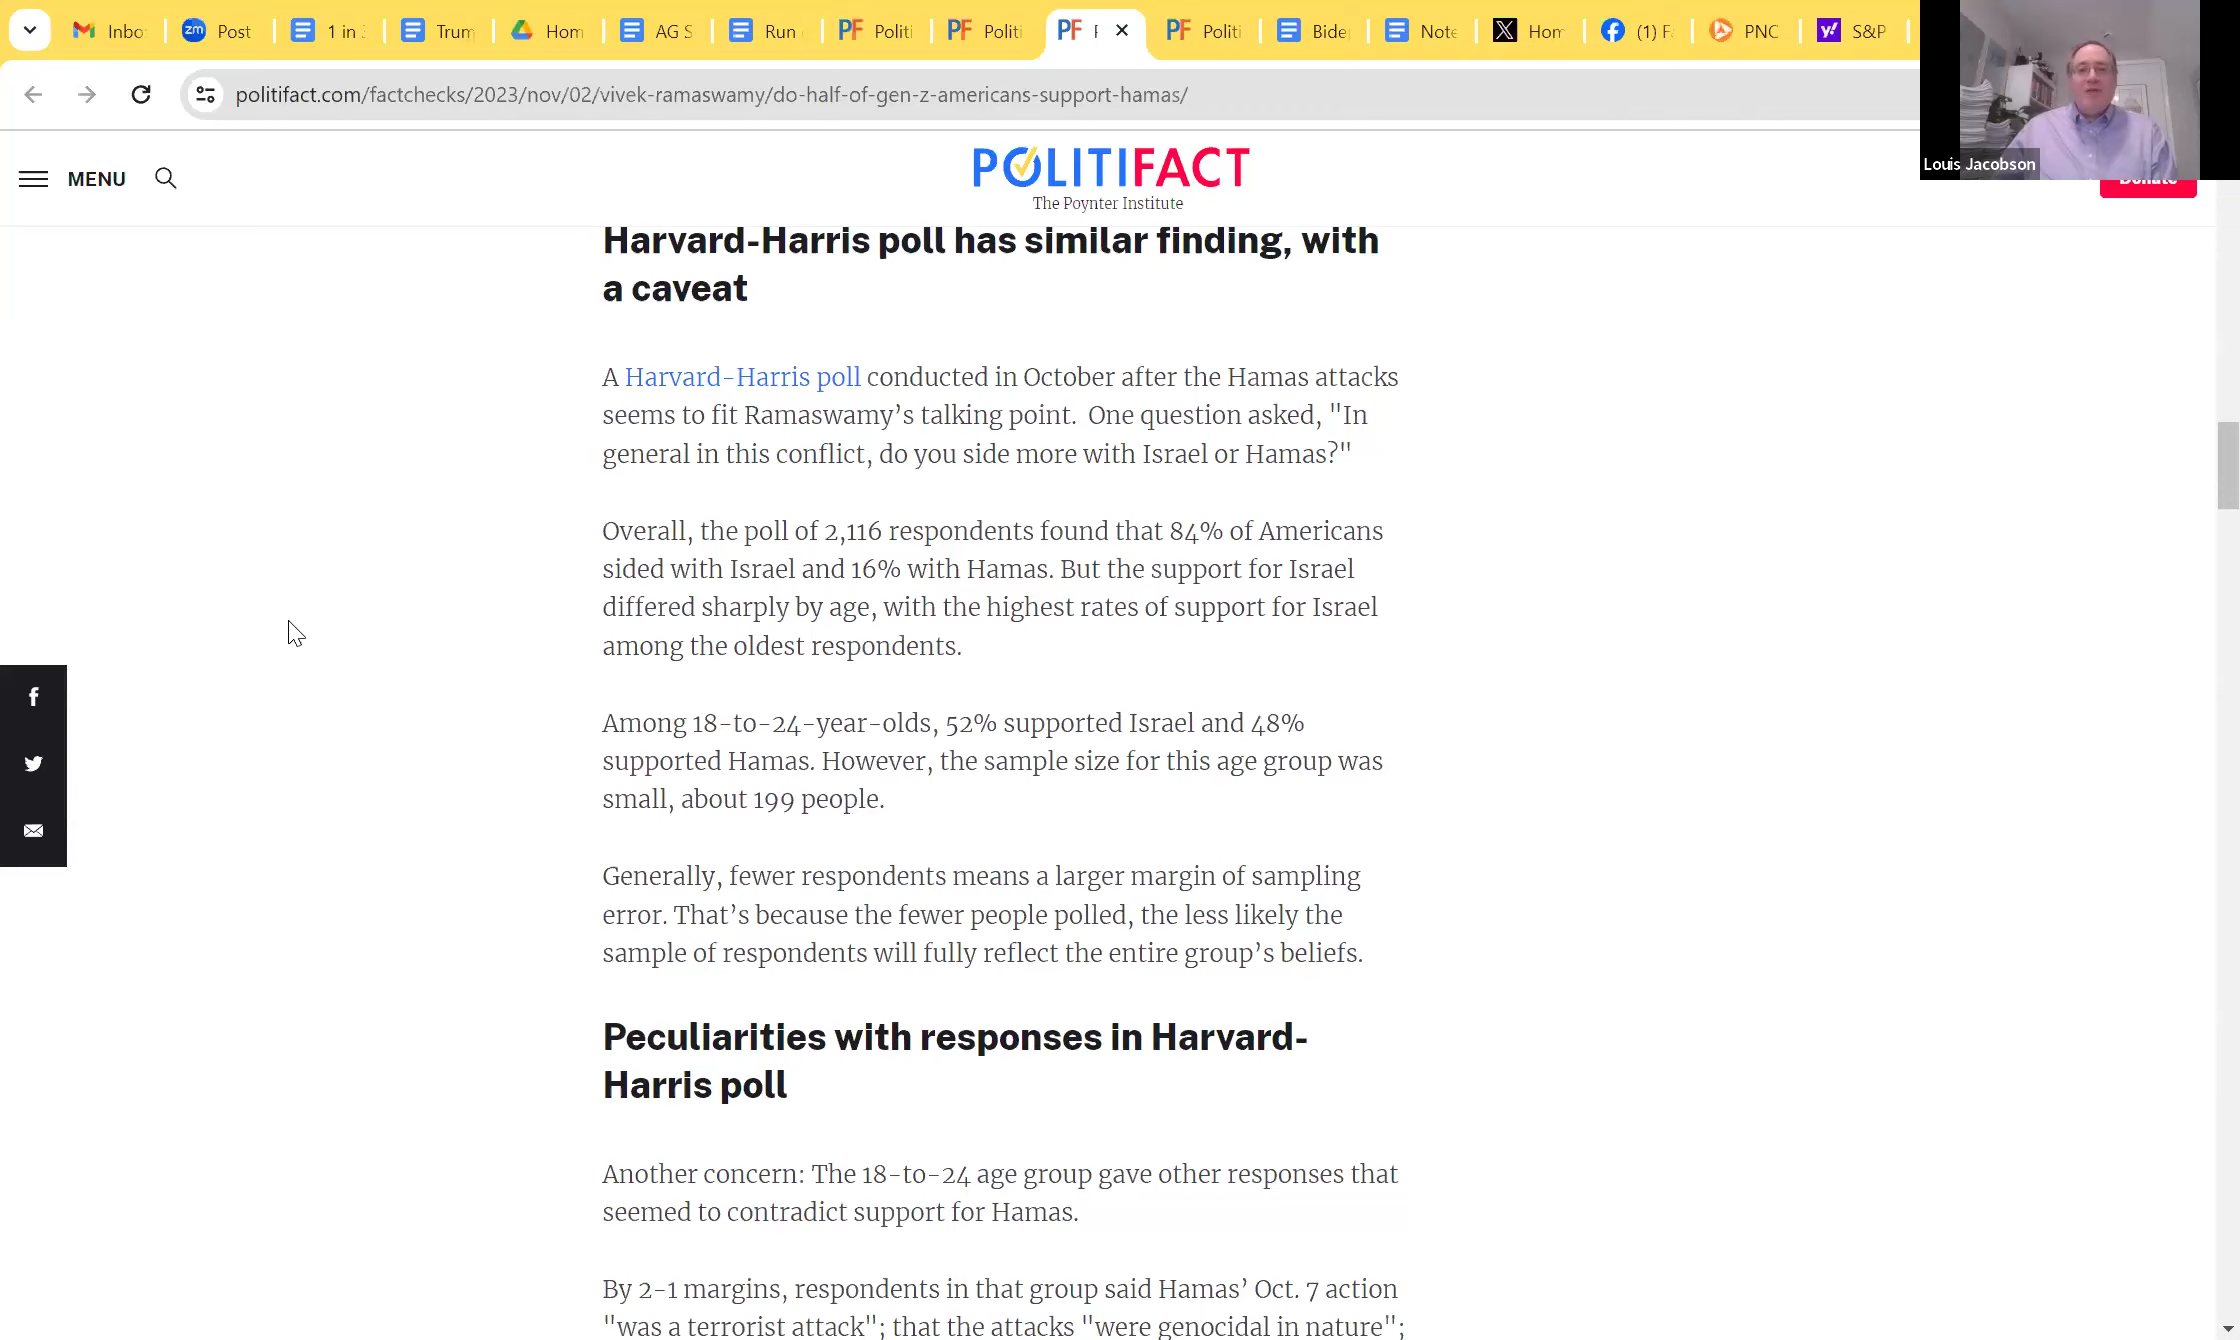 Inbo
zm Post
1 in
Trum
Hom
AG S
Run
PF Politi
PF Politi
PF
PF Politi
Bide
Note
X Hom
(1) F
PNC
y! S&P
politifact.com/factchecks/2023/nov/02/vivek-ramaswamy/do-half-of-gen-z-americans-support-hamas/
Louis Jacobson
MENU
POLITIFACT
The Poynter Institute
Donate
Harvard-Harris poll has similar finding, with
a caveat
A Harvard-Harris poll conducted in October after the Hamas attacks
seems to fit Ramaswamy’s talking point. One question asked, "In
general in this conflict, do you side more with Israel or Hamas?"
Overall, the poll of 2,116 respondents found that 84% of Americans
sided with Israel and 16% with Hamas. But the support for Israel
differed sharply by age, with the highest rates of support for Israel
among the oldest respondents.
Among 18-to-24-year-olds, 52% supported Israel and 48%
supported Hamas. However, the sample size for this age group was
small, about 199 people.
Generally, fewer respondents means a larger margin of sampling
error. That’s because the fewer people polled, the less likely the
sample of respondents will fully reflect the entire group’s beliefs.
Peculiarities with responses in Harvard-
Harris poll
Another concern: The 18-to-24 age group gave other responses that
seemed to contradict support for Hamas.
By 2-1 margins, respondents in that group said Hamas’ Oct. 7 action
"was a terrorist attack"; that the attacks "were genocidal in nature";